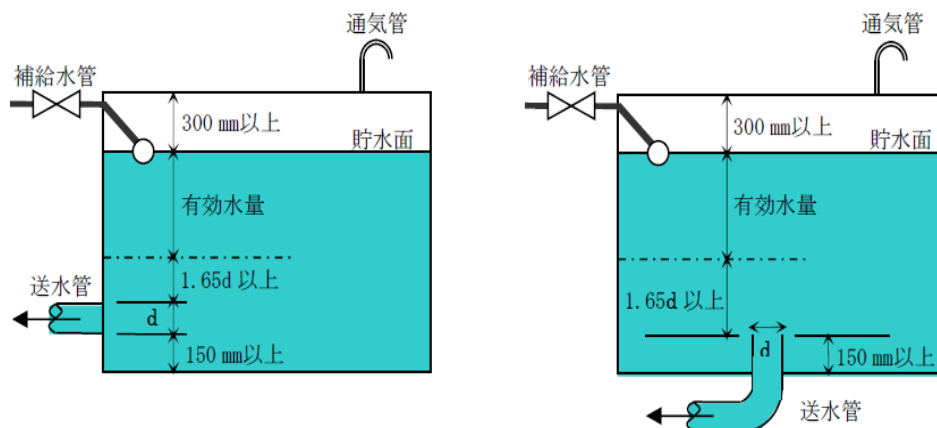 通気管
補給水管
300 mm以上
貯水面
有効水量
1.65d 以上
送水管
d
150 mm以上
通気管
補給水管
300 mm以上
貯水面
有効水量
1.65d 以上
d
150 mm以上
送水管